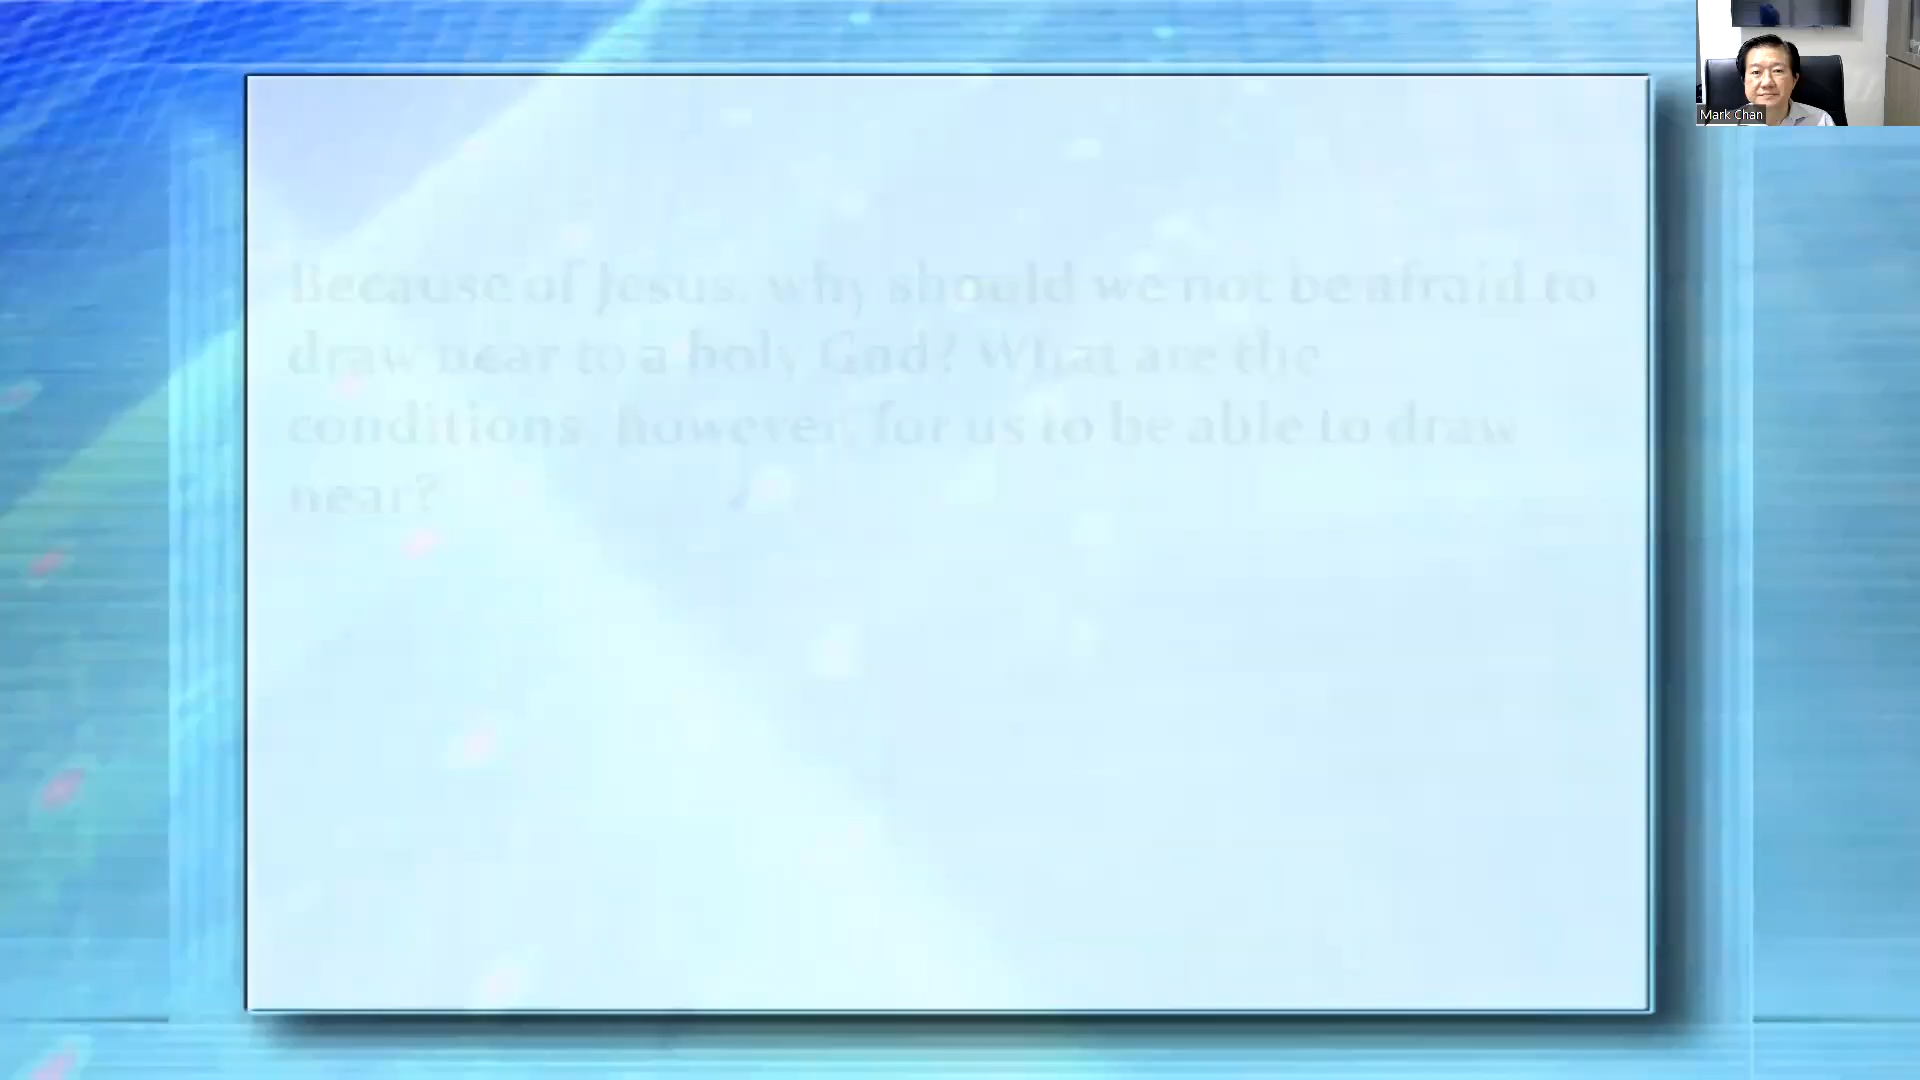 Mark Chan
Because of Jesus, why should we not be afraid to
draw near to a holy God? What are the
conditions, however, for us to be able to draw
near?